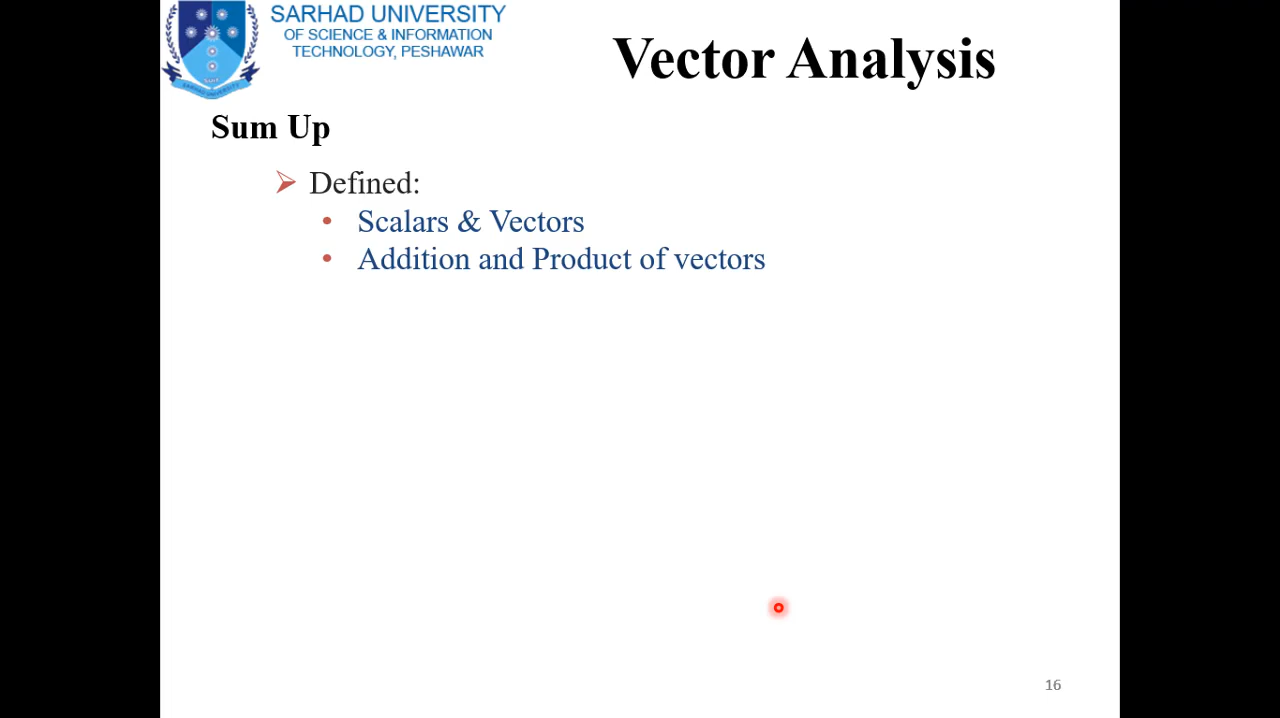 SARHAD UNIVERSITY
OF SCIENCE & INFORMATION
TECHNOLOGY, PESHAWAR
Vector Analysis
Sum Up
➢ Defined:
• Scalars & Vectors
• Addition and Product of vectors
16